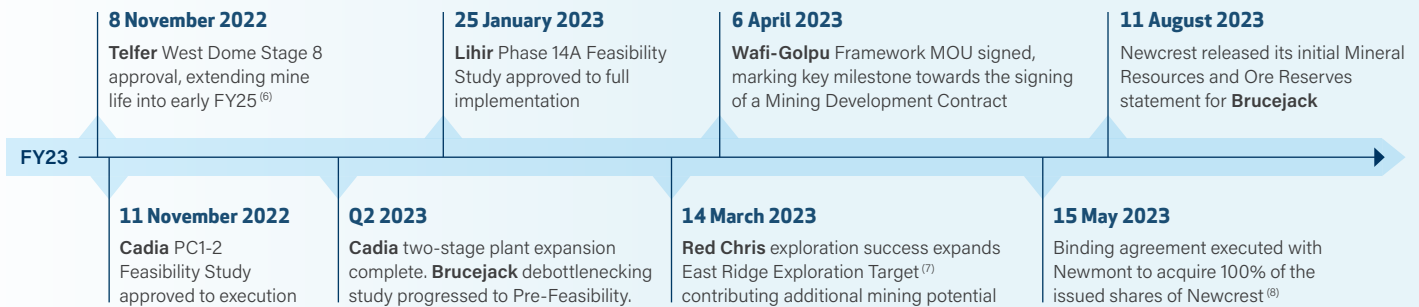 8 November 2022
Telfer West Dome Stage 8
approval, extending mine
life into early FY25 (6)
25 January 2023
Lihir Phase 14A Feasibility
Study approved to full
implementation
6 April 2023
Wafi-Golpu Framework MOU signed,
marking key milestone towards the signing
of a Mining Development Contract
11 August 2023
Newcrest released its initial Mineral
Resources and Ore Reserves
statement for Brucejack
FY23
11 November 2022
Cadia PC1-2
Feasibility Study
approved to execution
Q2 2023
Cadia two-stage plant expansion
complete. Brucejack debottlenecking
study progressed to Pre-Feasibility.
14 March 2023
Red Chris exploration success expands
East Ridge Exploration Target (7)
contributing additional mining potential
15 May 2023
Binding agreement executed with
Newmont to acquire 100% of the
issued shares of Newcrest (8)